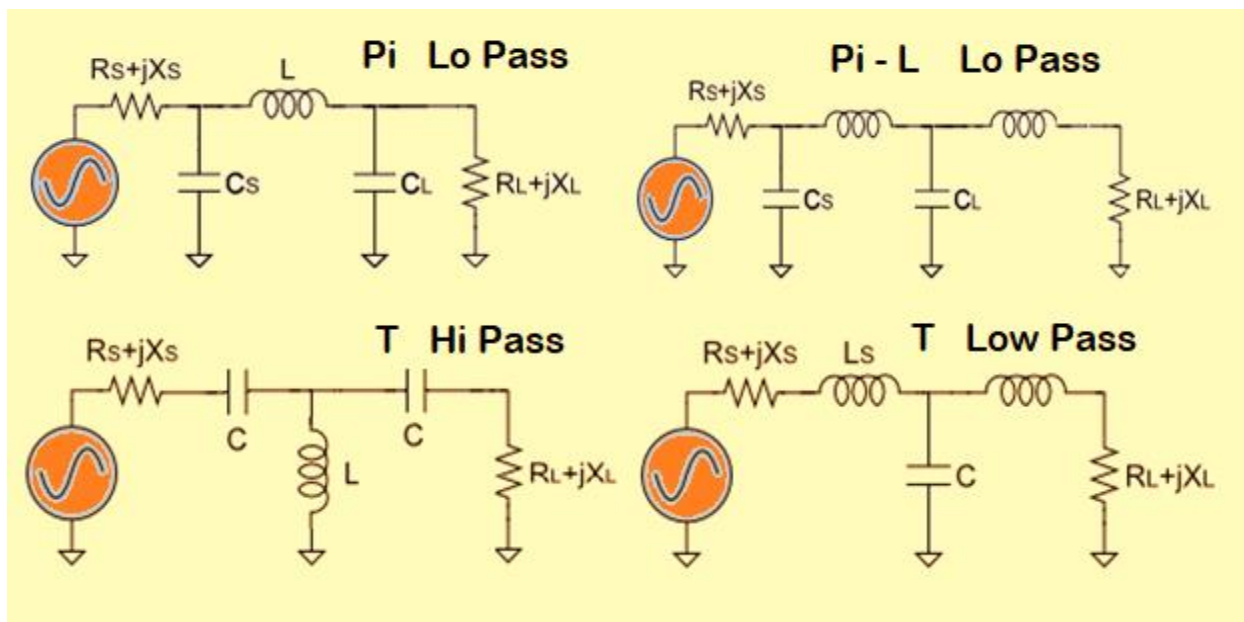 Pi Lo Pass
RS+jXS
L
CS
CL
RL+jXL
Pi - L Lo Pass
RS+jXS
CS
CL
RL+jXL
T Hi Pass
RS+jXS
C
C
L
RL+jXL
T Low Pass
RS+jXS
LS
C
RL+jXL